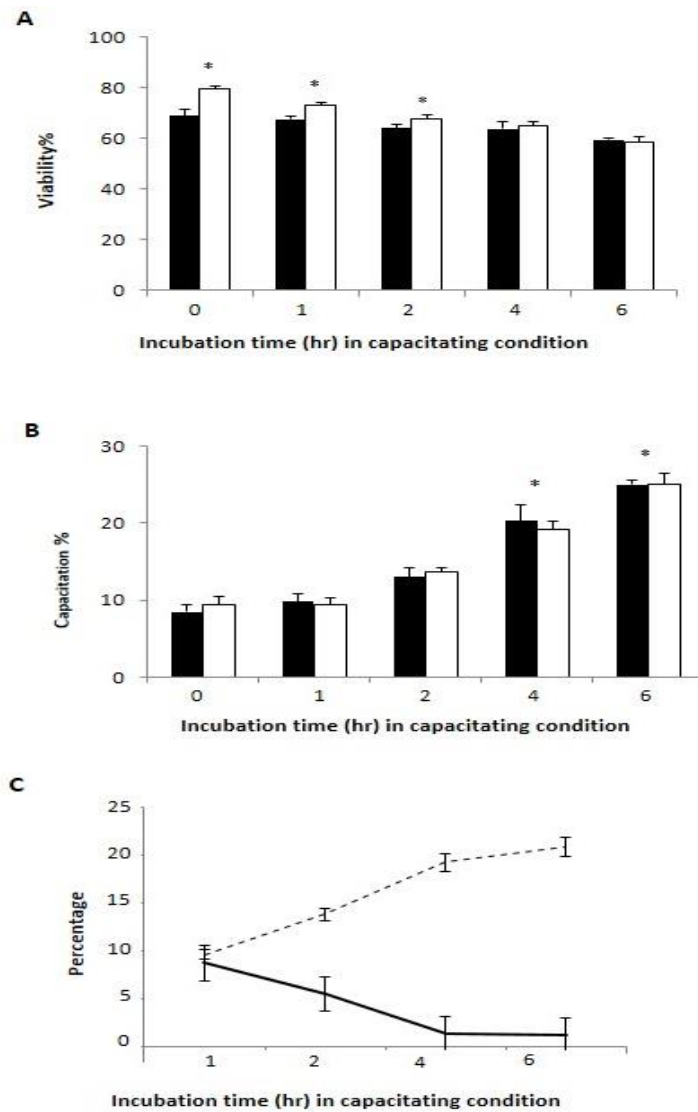 A
100
80
60
40
20
0
Viability%
* * *
0 1 2 4 6
Incubation time (hr) in capacitating condition
B
30
20
10
0
Capacitation %
* *
0 1 2 4 6
Incubation time (hr) in capacitating condition
C
25
20
15
10
5
0
Percentage
1 2 4 6
Incubation time (hr) in capacitating condition